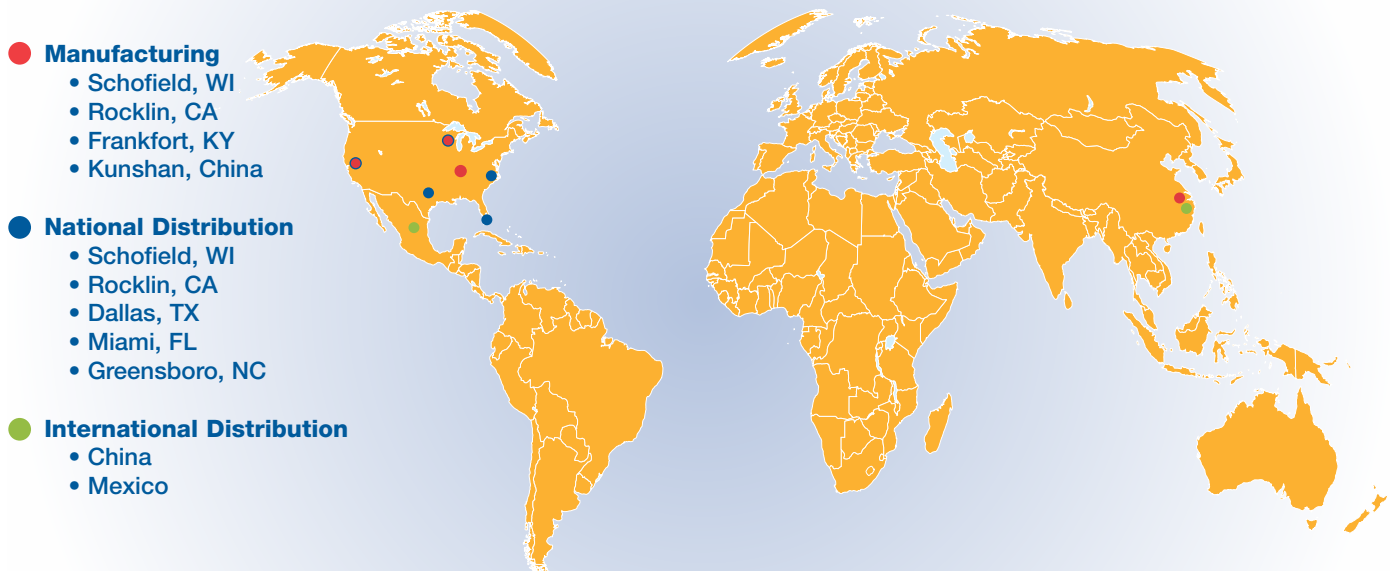 Manufacturing
• Schofield, WI
• Rocklin, CA
• Frankfort, KY
• Kunshan, China
National Distribution
• Schofield, WI
• Rocklin, CA
• Dallas, TX
• Miami, FL
• Greensboro, NC
International Distribution
• China
• Mexico